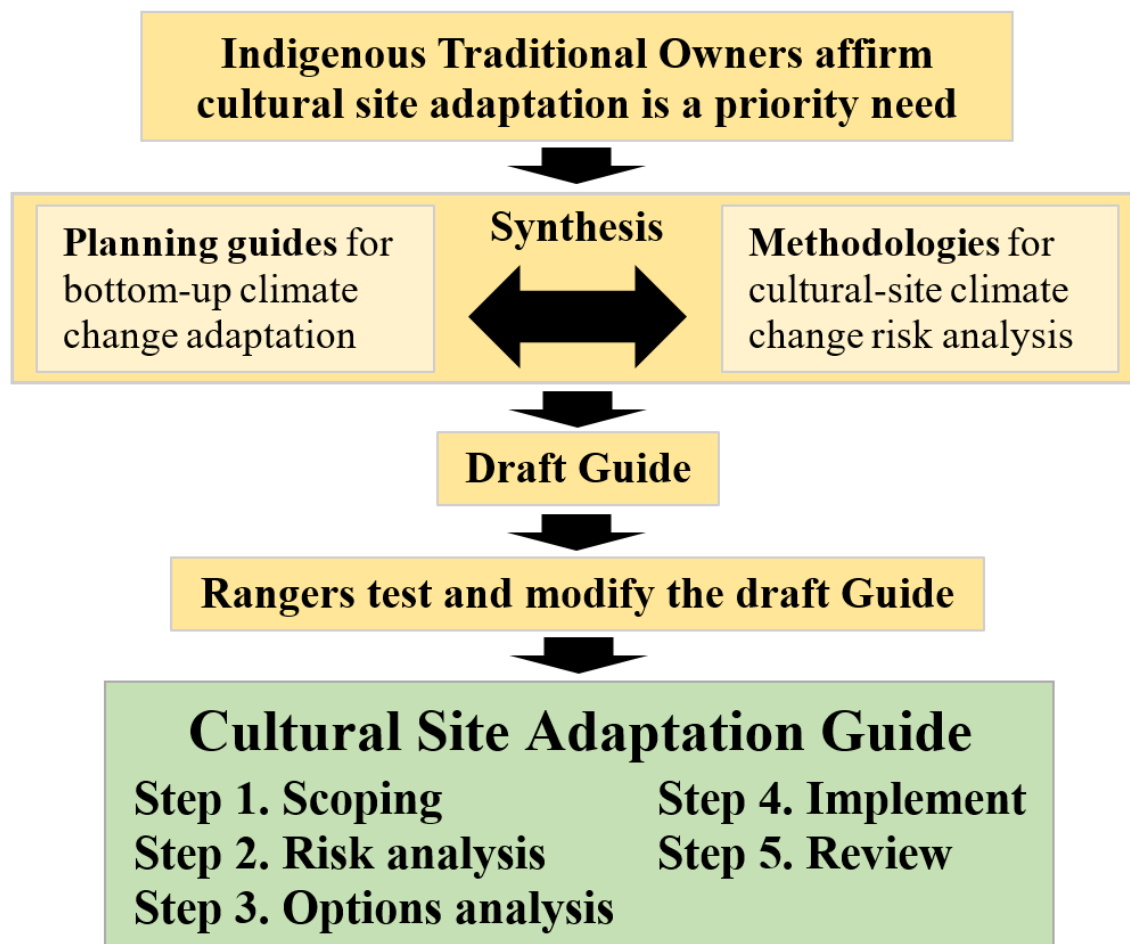 Indigenous Traditional Owners affirm
cultural site adaptation is a priority need
Synthesis
Planning guides for
bottom-up climate
change adaptation
Methodologies for
cultural-site climate
change risk analysis
Draft Guide
Rangers test and modify the draft Guide
Cultural Site Adaptation Guide
Step 1. Scoping
Step 2. Risk analysis
Step 3. Options analysis
Step 4. Implement
Step 5. Review